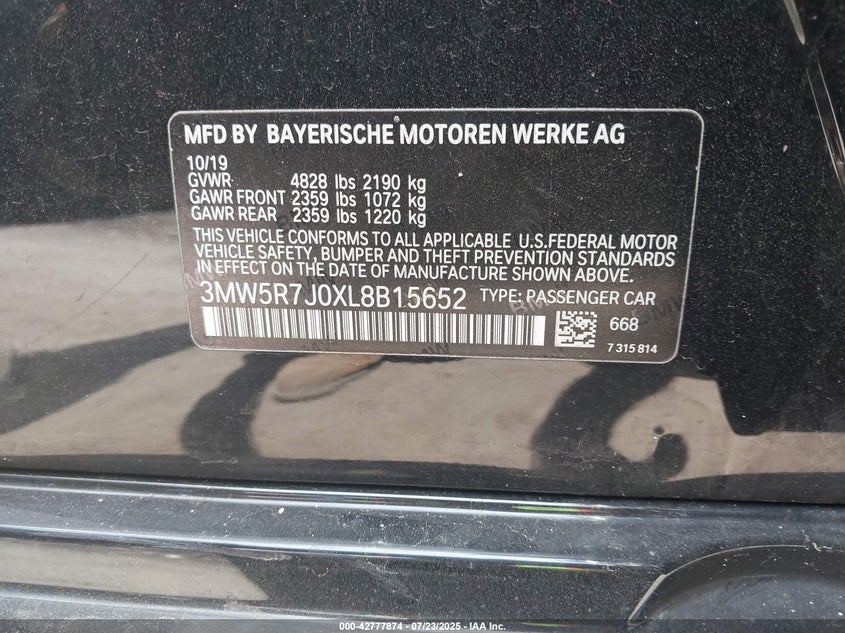 MFD BY BAYERISCHE MOTOREN WERKE AG
10/19
GVWR 4828 lbs 2190 kg
GAWR FRONT 2359 lbs 1072 kg
GAWR REAR 2359 lbs 1220 kg
THIS VEHICLE CONFORMS TO ALL APPLICABLE U.S.FEDERAL MOTOR
VEHICLE SAFETY, BUMPER AND THEFT PREVENTION STANDARDS
IN EFFECT ON THE DATE OF MANUFACTURE SHOWN ABOVE.
3MW5R7J0XL8B15652 TYPE: PASSENGER CAR
668
7 315 814
000-42777874 | 07/23/2025 | IAA Inc.